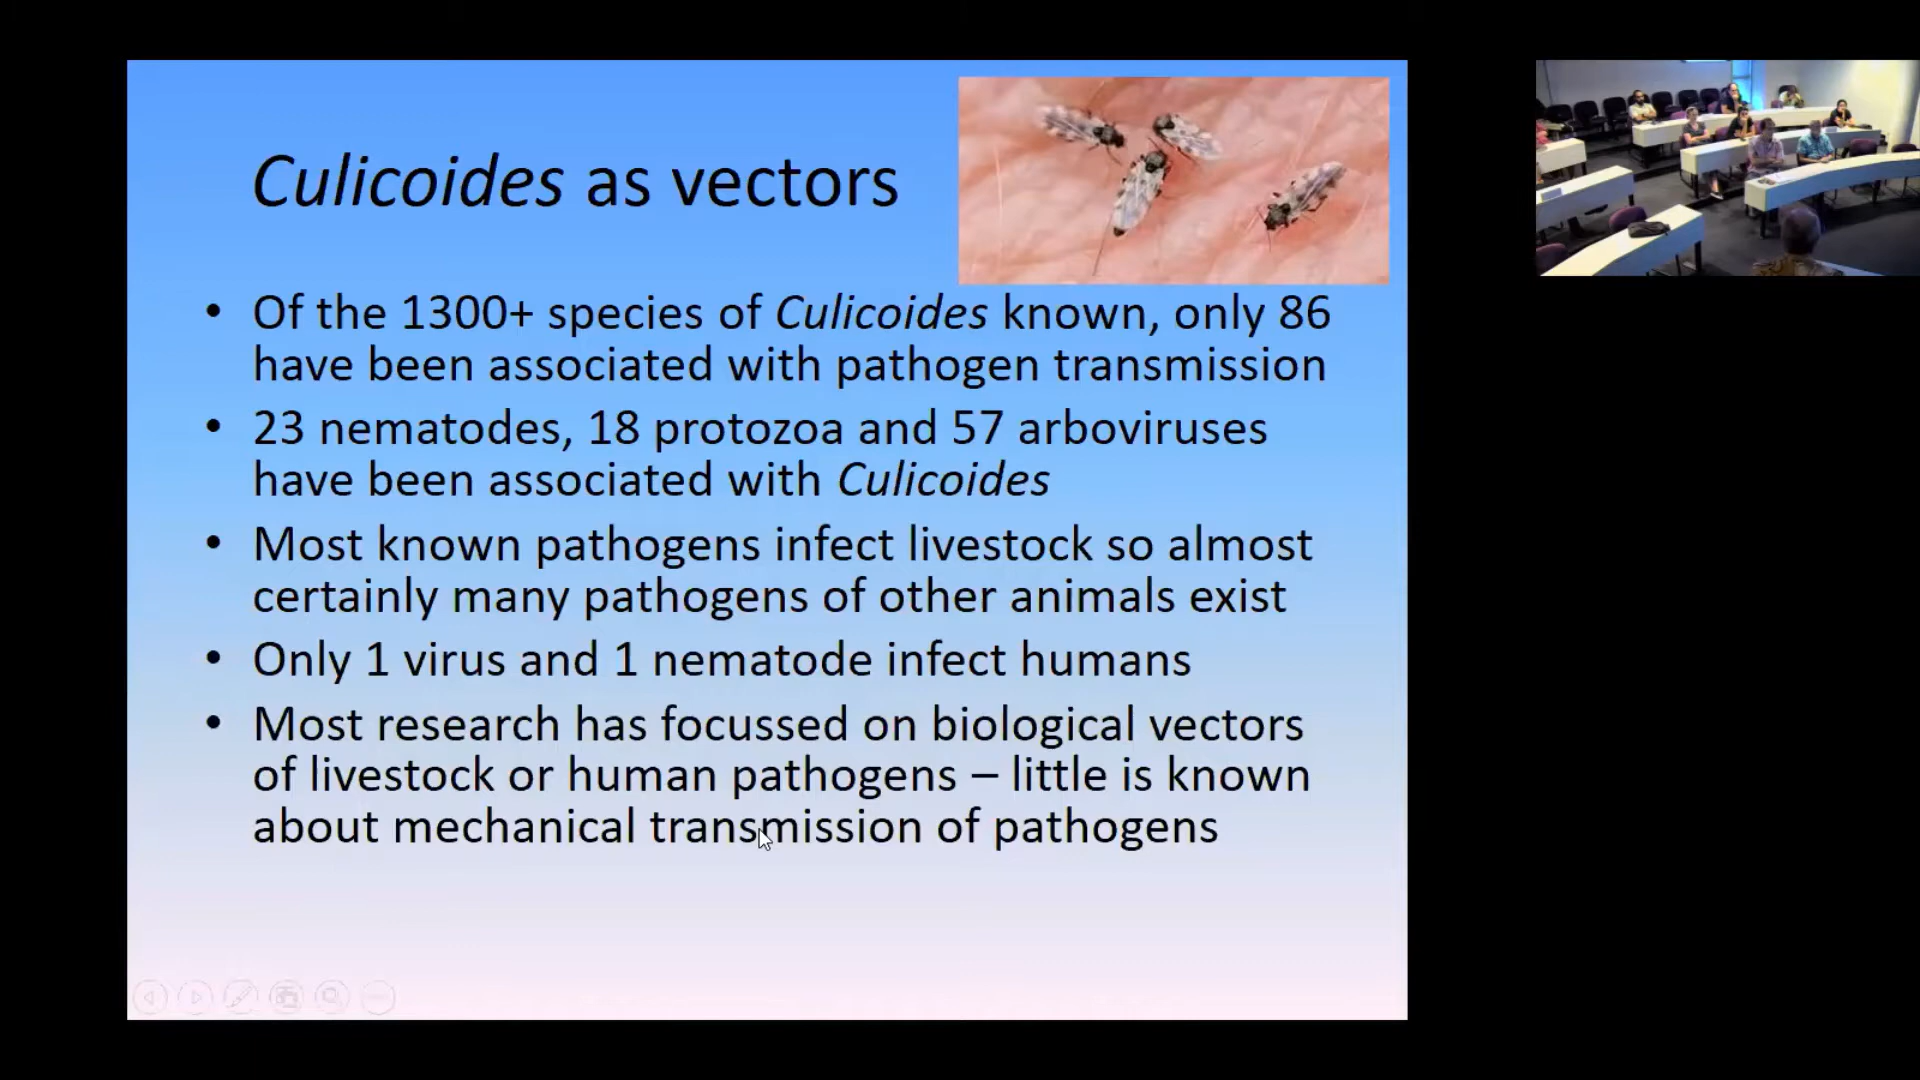 Culicoides as vectors
• Of the 1300+ species of Culicoides known, only 86
have been associated with pathogen transmission
• 23 nematodes, 18 protozoa and 57 arboviruses
have been associated with Culicoides
• Most known pathogens infect livestock so almost
certainly many pathogens of other animals exist
• Only 1 virus and 1 nematode infect humans
• Most research has focussed on biological vectors
of livestock or human pathogens – little is known
about mechanical transmission of pathogens